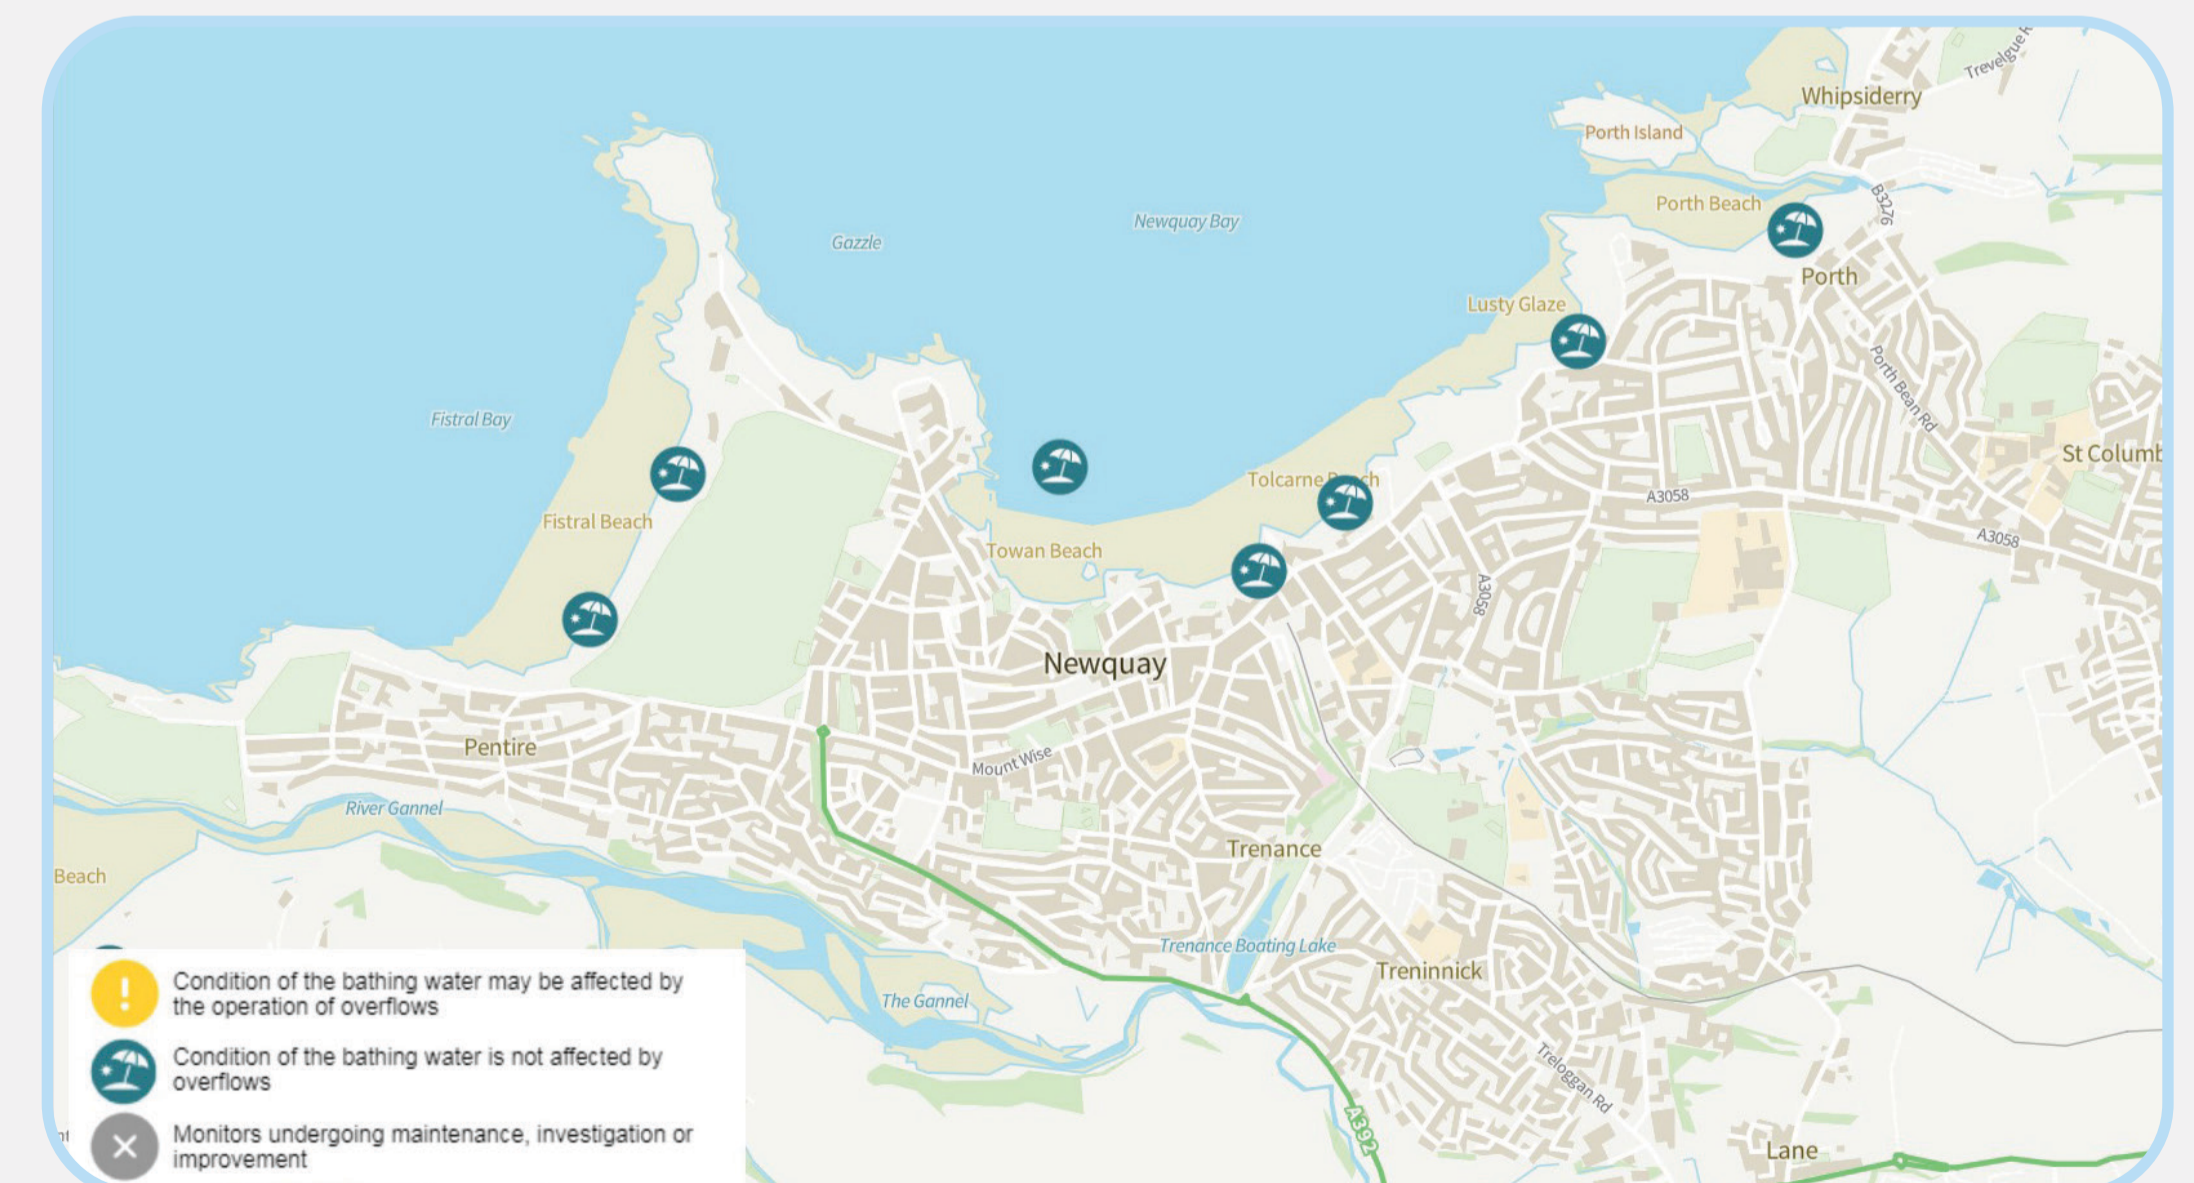 Trevelgue R
Whipsiderry
Porth Island
B3276
Porth Beach
Newquay Bay
Gazzle
Porth
Lusty Glaze
Porth Bean Rd
Fistral Bay
St Columb
Tolcarne
ch
A3058
Fistral Beach
A3058
Towan Beach
A3058
Newquay
Pentire
Mount Wise
River Gannel
Trenance
Beach
Trenance Boating Lake
Treninnick
The Gannel
Treloggan Rd
A392
Lane
Condition of the bathing water may be affected by
the operation of overflows
Condition of the bathing water is not affected by
overflows
Monitors undergoing maintenance, investigation or
improvement